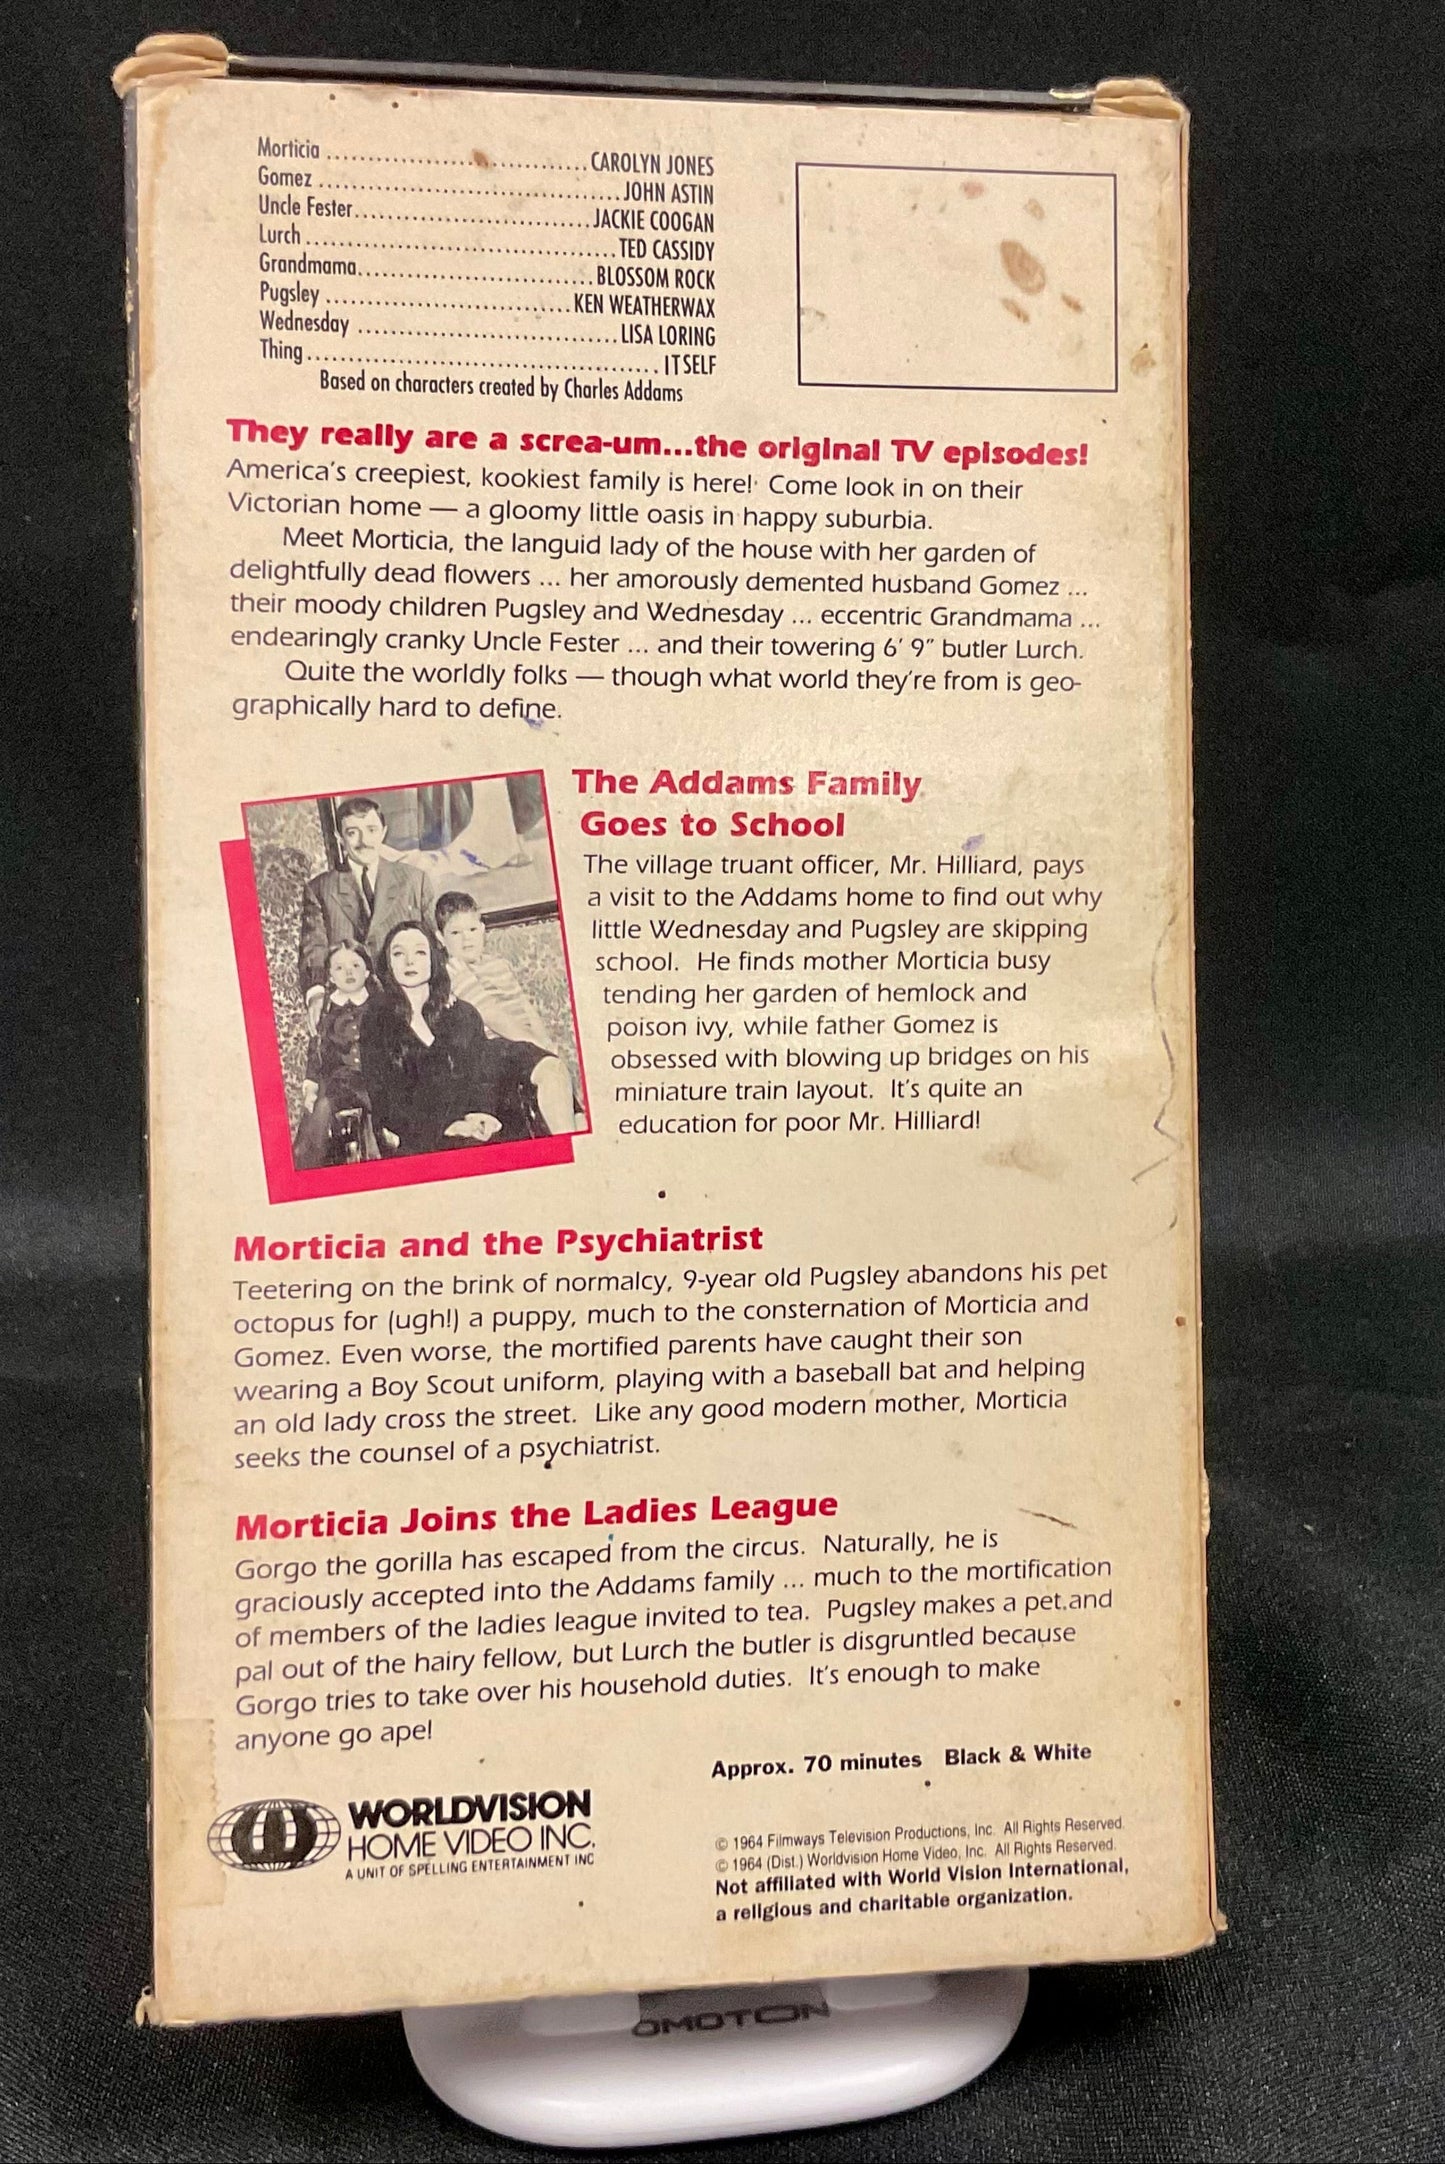 Morticia ................................ CAROLYN JONES
Gomez ..................................... JOHN ASTIN
Uncle Fester............................. JACKIE COOGAN
Lurch ...................................... TED CASSIDY
Grandmama............................. BLOSSOM ROCK
Pugsley .............................. KEN WEATHERWAX
Wednesday ................................ LISA LORING
Thing........................................... ITSELF
Based on characters created by Charles Addams
They really are a screa-um...the original TV episodes!
America's creepiest, kookiest family is here! Come look in on their
Victorian home — a gloomy little oasis in happy suburbia.
Meet Morticia, the languid lady of the house with her garden of
delightfully dead flowers ... her amorously demented husband Gomez ...
their moody children Pugsley and Wednesday ... eccentric Grandmama ...
endearingly cranky Uncle Fester ... and their towering 6' 9" butler Lurch.
Quite the worldly folks — though what world they're from is geo-
graphically hard to define.
The Addams Family
Goes to School
The village truant officer, Mr. Hilliard, pays
a visit to the Addams home to find out why
little Wednesday and Pugsley are skipping
school. He finds mother Morticia busy
tending her garden of hemlock and
poison ivy, while father Gomez is
obsessed with blowing up bridges on his
miniature train layout. It's quite an
education for poor Mr. Hilliard!
Morticia and the Psychiatrist
Teetering on the brink of normalcy, 9-year old Pugsley abandons his pet
octopus for (ugh!) a puppy, much to the consternation of Morticia and
Gomez. Even worse, the mortified parents have caught their son
wearing a Boy Scout uniform, playing with a baseball bat and helping
an old lady cross the street. Like any good modern mother, Morticia
seeks the counsel of a psychiatrist.
Morticia Joins the Ladies League
Gorgo the gorilla has escaped from the circus. Naturally, he is
graciously accepted into the Addams family ... much to the mortification
of members of the ladies league invited to tea. Pugsley makes a pet and
pal out of the hairy fellow, but Lurch the butler is disgruntled because
Gorgo tries to take over his household duties. It's enough to make
anyone go ape!
Approx. 70 minutes Black & White
WORLDVISION
HOME VIDEO INC.
A UNIT OF SPELLING ENTERTAINMENT INC
© 1964 Filmways Television Productions, Inc. All Rights Reserved.
© 1964 (Dist.) Worldvision Home Video, Inc. All Rights Reserved.
Not affiliated with World Vision International,
a religious and charitable organization.
OMOTON